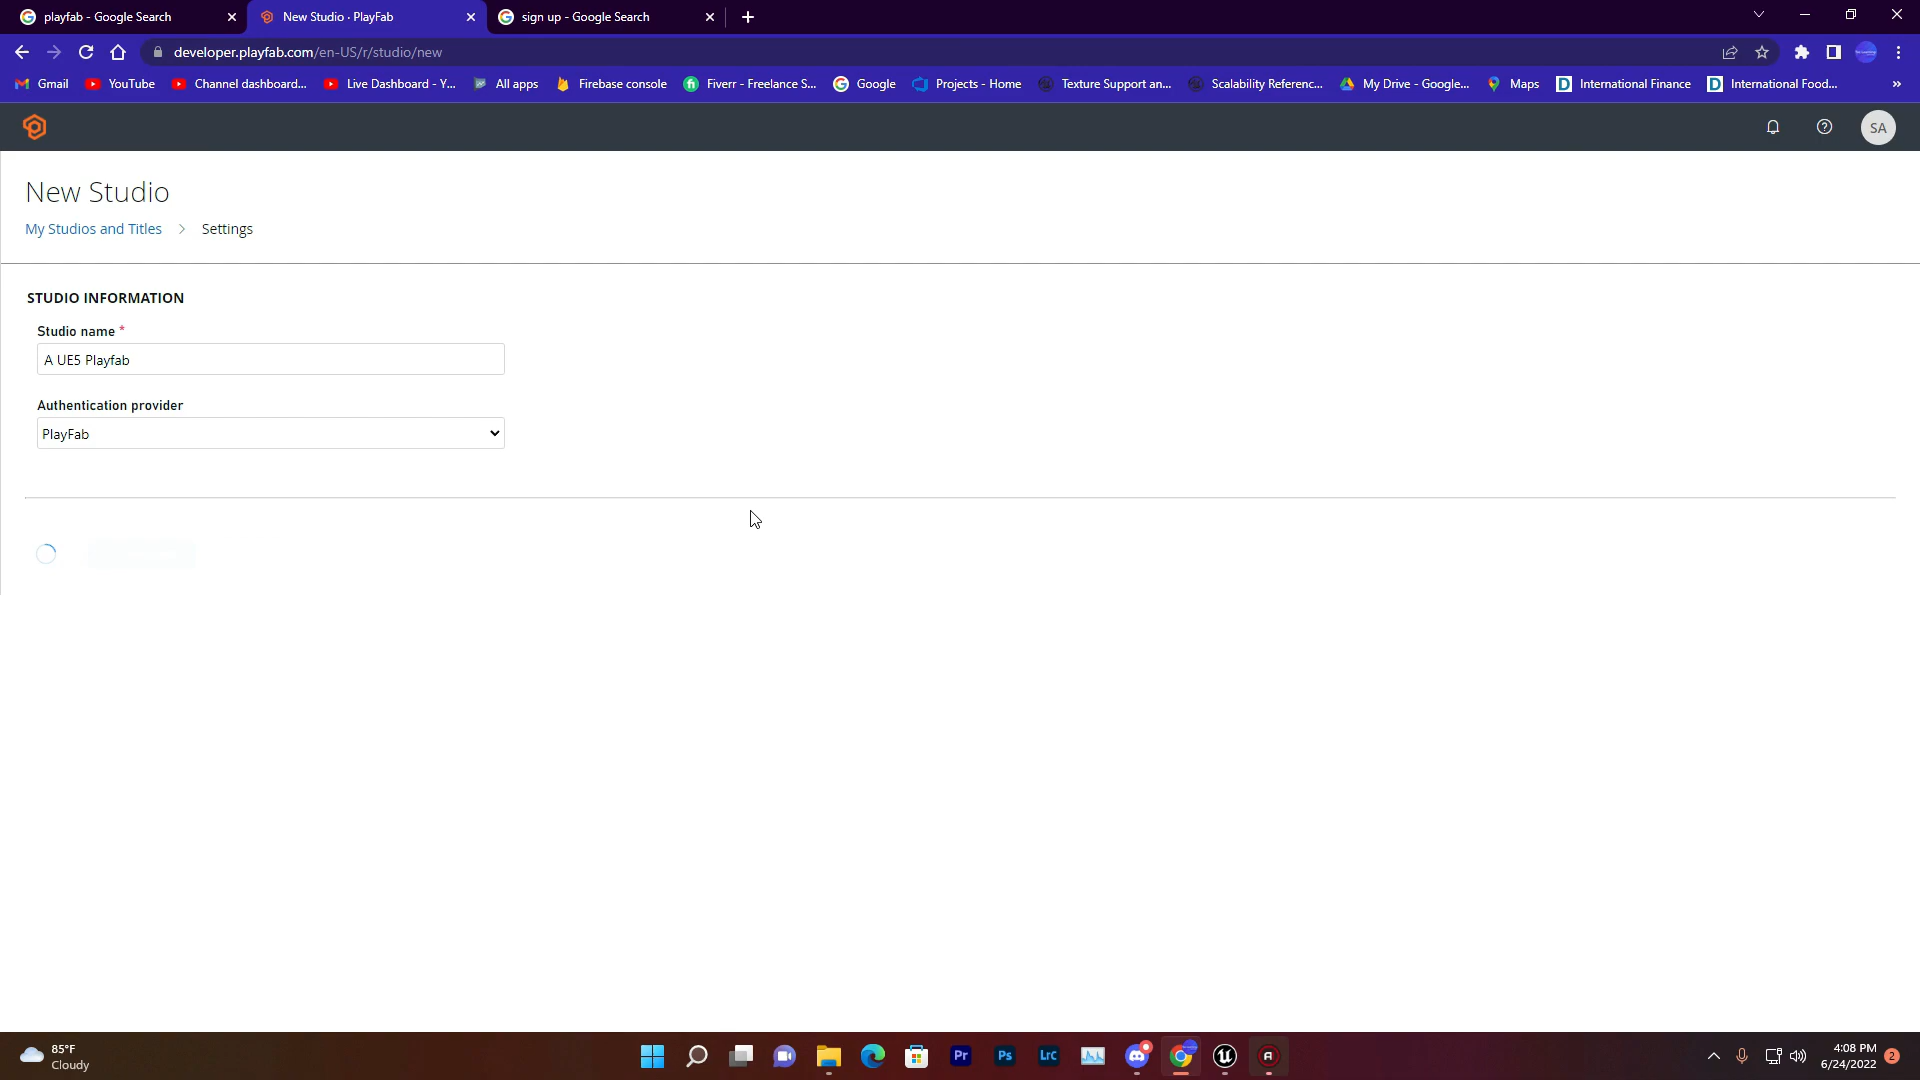 playfab - Google Search
New Studio · PlayFab
sign up - Google Search
developer.playfab.com/en-US/r/studio/new
Gmail
YouTube
Channel dashboard...
Live Dashboard - Y...
All apps
Firebase console
Fiverr - Freelance S...
Google
Projects - Home
Texture Support an...
Scalability Referenc...
My Drive - Google...
Maps
International Finance
International Food...
SA
New Studio
My Studios and Titles > Settings
STUDIO INFORMATION
Studio name *
A UE5 Playfab
Authentication provider
PlayFab
85°F
Cloudy
Pr
Ps
LrC
4:08 PM
6/24/2022
2